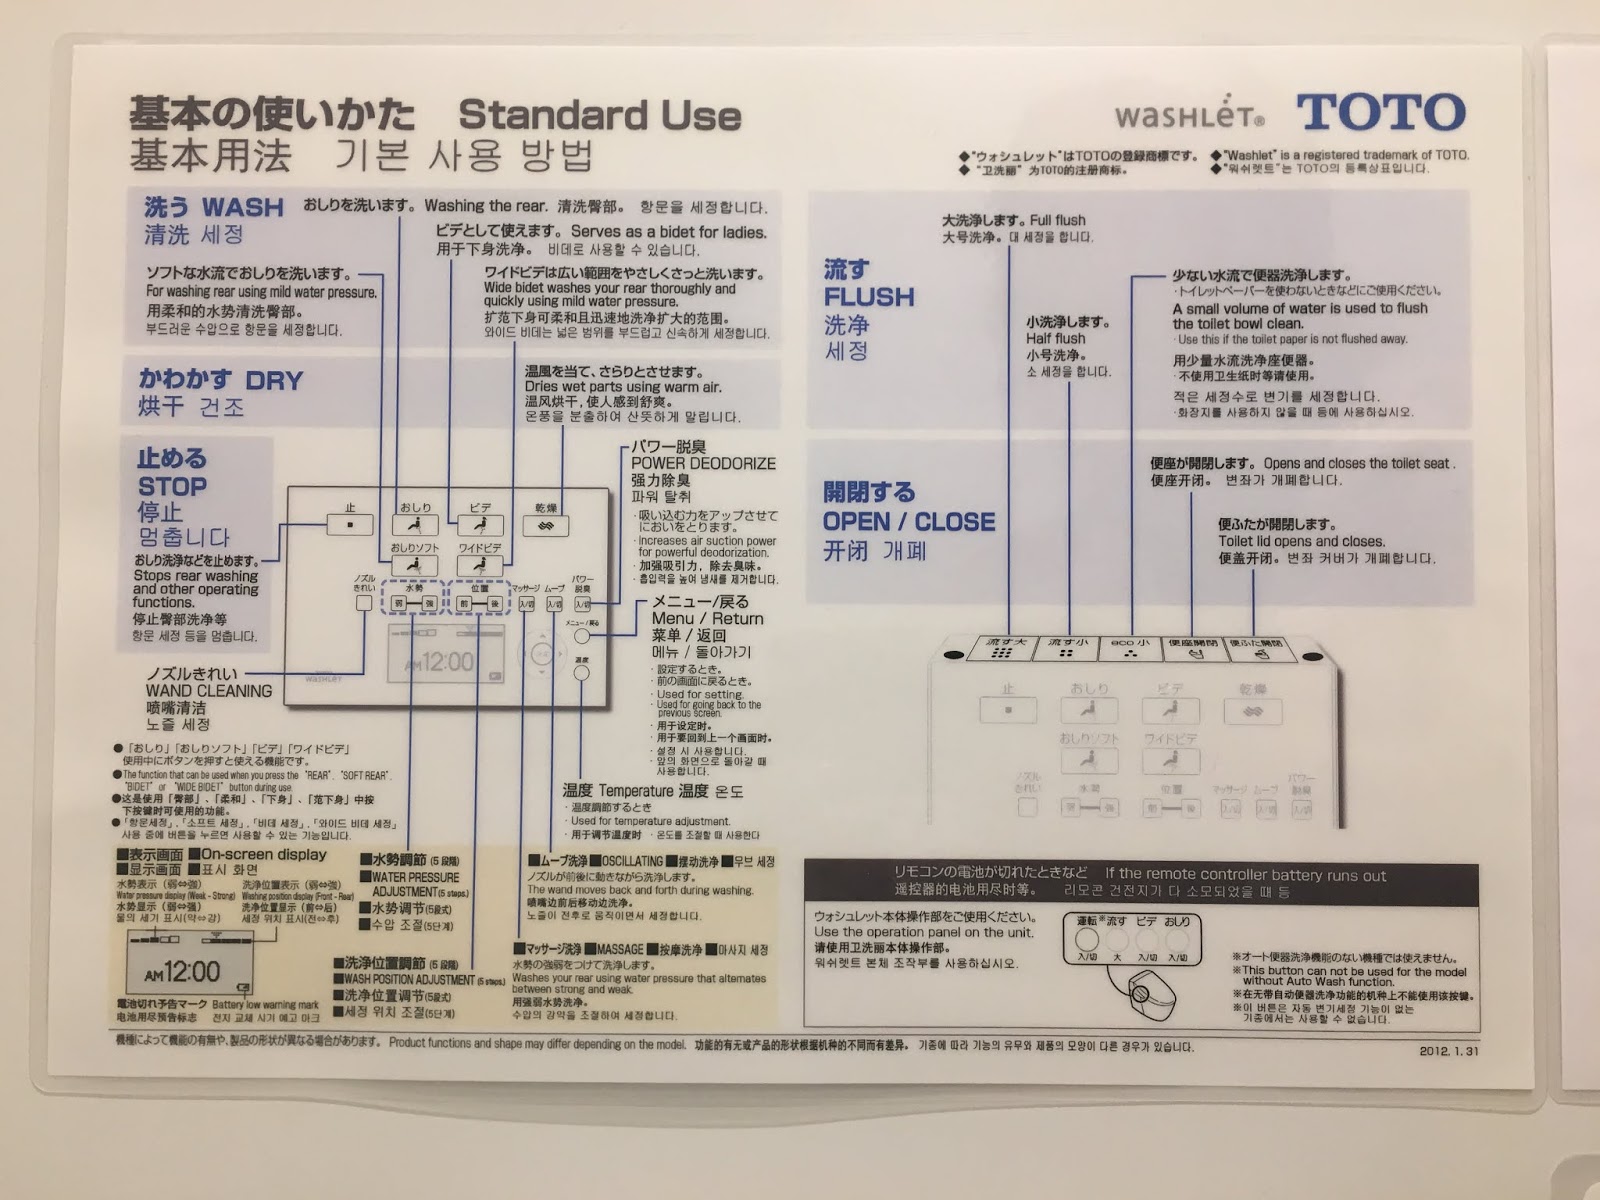 基本の使いかた Standard Use
基本用法 기본 사용 방법
WASHLET® TOTO
◆"ウォシュレット"はTOTOの登録商標です。 ◆"Washlet" is a registered trademark of TOTO.
◆"卫洗丽" 为TOTO的注册商标。 ◆"워쉬렛트"는 TOTO의 등록상표입니다.
洗う WASH
清洗 세정
おしりを洗います。 Washing the rear. 清洗臀部。 항문을 세정합니다.
ビデとして使えます。 Serves as a bidet for ladies.
用于下身洗净。 비데로 사용할 수 있습니다.
ソフトな水流でおしりを洗います。
For washing rear using mild water pressure.
用柔和的水势清洗臀部。
부드러운 수압으로 항문을 세정합니다.
ワイドビデは広い範囲をやさしくさっと洗います。
Wide bidet washes your rear thoroughly and
quickly using mild water pressure.
扩范下身可柔和且迅速地洗净扩大的范围。
와이드 비데는 넓은 범위를 부드럽고 신속하게 세정합니다.
かわかす DRY
烘干 건조
温風を当て、さらりとさせます。
Dries wet parts using warm air.
温风烘干，使人感到舒爽。
온풍을 분출하여 산뜻하게 말립니다.
止める
STOP
停止
멈춥니다
おしり洗浄などを止めます。
Stops rear washing
and other operating
functions.
停止臀部洗净等
항문 세정 등을 멈춥니다.
パワー脱臭
POWER DEODORIZE
强力除臭
파워 탈취
・吸い込む力をアップさせて
においをとります。
・Increases air suction power
for powerful deodorization.
・加强吸引力，除去臭味。
・흡입력을 높여 냄새를 제거합니다.
止 おしり ビデ 乾燥
おしりソフト ワイドビデ
ノズル
きれい
水勢 位置 マッサージ ムーブ パワー
脱臭
弱 強 前 後 入/切 入/切 入/切
メニュー/戻る
温度
AM12:00
WASHLET
メニュー/戻る
Menu / Return
菜单 / 返回
메뉴 / 돌아가기
・設定するとき。
・前の画面に戻るとき。
・Used for setting.
・Used for going back to the
previous screen.
・用于设定时。
・用于要回到上一个画面时。
・설정 시 사용합니다.
・앞의 화면으로 돌아갈 때
사용합니다.
ノズルきれい
WAND CLEANING
喷嘴清洁
노즐 세정
●「おしり」「おしりソフト」「ビデ」「ワイドビデ」
使用中にボタンを押すと使える機能です。
●The function that can be used when you press the "REAR". "SOFT REAR".
"BIDET" or "WIDE BIDET" button during use.
●这是使用「臀部」、「柔和」、「下身」、「范下身」中按
下按键时可使用的功能。
●「항문세정」,「소프트 세정」,「비데 세정」,「와이드 비데 세정」
사용 중에 버튼을 누르면 사용할 수 있는 기능입니다.
温度 Temperature 温度 온도
・温度調節するとき
・Used for temperature adjustment.
・用于调节温度时 ・온도를 조절할 때 사용한다
■表示画面 ■On-screen display
■显示画面 ■표시 화면
水勢表示（弱⇔強） 洗浄位置表示（弱⇔強）
Water pressure display (Weak - Strong) Washing position display (Front - Rear)
水势显示（弱⇔强） 洗净位置显示（前⇔后）
물의 세기 표시(약⇔강) 세정 위치 표시(전⇔후)
AM12:00
電池切れ予告マーク Battery low warning mark
电池用尽预告标志 전지 교체 시기 예고 마크
■水勢調節 (5 段階)
■WATER PRESSURE
ADJUSTMENT (5 steps.)
■水势调节 (5段式)
■수압 조절 (5단계)
■洗浄位置調節 (5 段階)
■WASH POSITION ADJUSTMENT (5 steps.)
■洗净位置调节 (5段式)
■세정 위치 조절 (5단계)
■ムーブ洗浄 ■OSCILLATING ■摆动洗净 ■무브 세정
ノズルが前後に動きながら洗浄します。
The wand moves back and forth during washing.
喷嘴边前后移动边洗净。
노즐이 전후로 움직이면서 세정합니다.
■マッサージ洗浄 ■MASSAGE ■按摩洗净 ■마사지 세정
水勢の強弱をつけて洗浄します。
Washes your rear using water pressure that alternates
between strong and weak.
用强弱水势洗净。
수압의 강약을 조절하여 세정합니다.
流す
FLUSH
洗净
세정
大洗浄します。 Full flush
大号洗净。 대 세정을 합니다.
小洗浄します。
Half flush
小号洗净。
소 세정을 합니다.
少ない水流で便器洗浄します。
・トイレットペーパーを使わないときなどにご使用ください。
A small volume of water is used to flush
the toilet bowl clean.
・Use this if the toilet paper is not flushed away.
用少量水流洗净座便器。
・不使用卫生纸时等请使用。
적은 세정수로 변기를 세정합니다.
・화장지를 사용하지 않을 때 등에 사용하십시오.
開閉する
OPEN / CLOSE
开闭 개폐
便座が開閉します。 Opens and closes the toilet seat .
便座开闭。 변좌가 개폐합니다.
便ふたが開閉します。
Toilet lid opens and closes.
便盖开闭。 변좌 커버가 개폐합니다.
流す大 流す小 eco 小 便座開閉 便ふた開閉
止 おしり ビデ 乾燥
おしりソフト ワイドビデ
ノズル
きれい
水勢 位置 マッサージ ムーブ パワー
脱臭
弱 強 前 後 入/切 入/切 入/切
リモコンの電池が切れたときなど If the remote controller battery runs out
遥控器的电池用尽时等。 리모컨 건전지가 다 소모되었을 때 등
ウォシュレット本体操作部をご使用ください。
Use the operation panel on the unit.
请使用卫洗丽本体操作部。
워쉬렛트 본체 조작부를 사용하십시오.
運転 ※流す ビデ おしり
入/切 大 入/切 入/切
※オート便器洗浄機能のない機種では使えません。
※This button can not be used for the model
without Auto Wash function.
※在无带自动便器洗净功能的机种上不能使用该按键。
※이 버튼은 자동 변기세정 기능이 없는
기종에서는 사용할 수 없습니다.
機種によって機能の有無や、製品の形状が異なる場合があります。 Product functions and shape may differ depending on the model. 功能的有无或产品的形状根据机种的不同而有差异。 기종에 따라 기능의 유무와 제품의 모양이 다른 경우가 있습니다.
2012. 1. 31